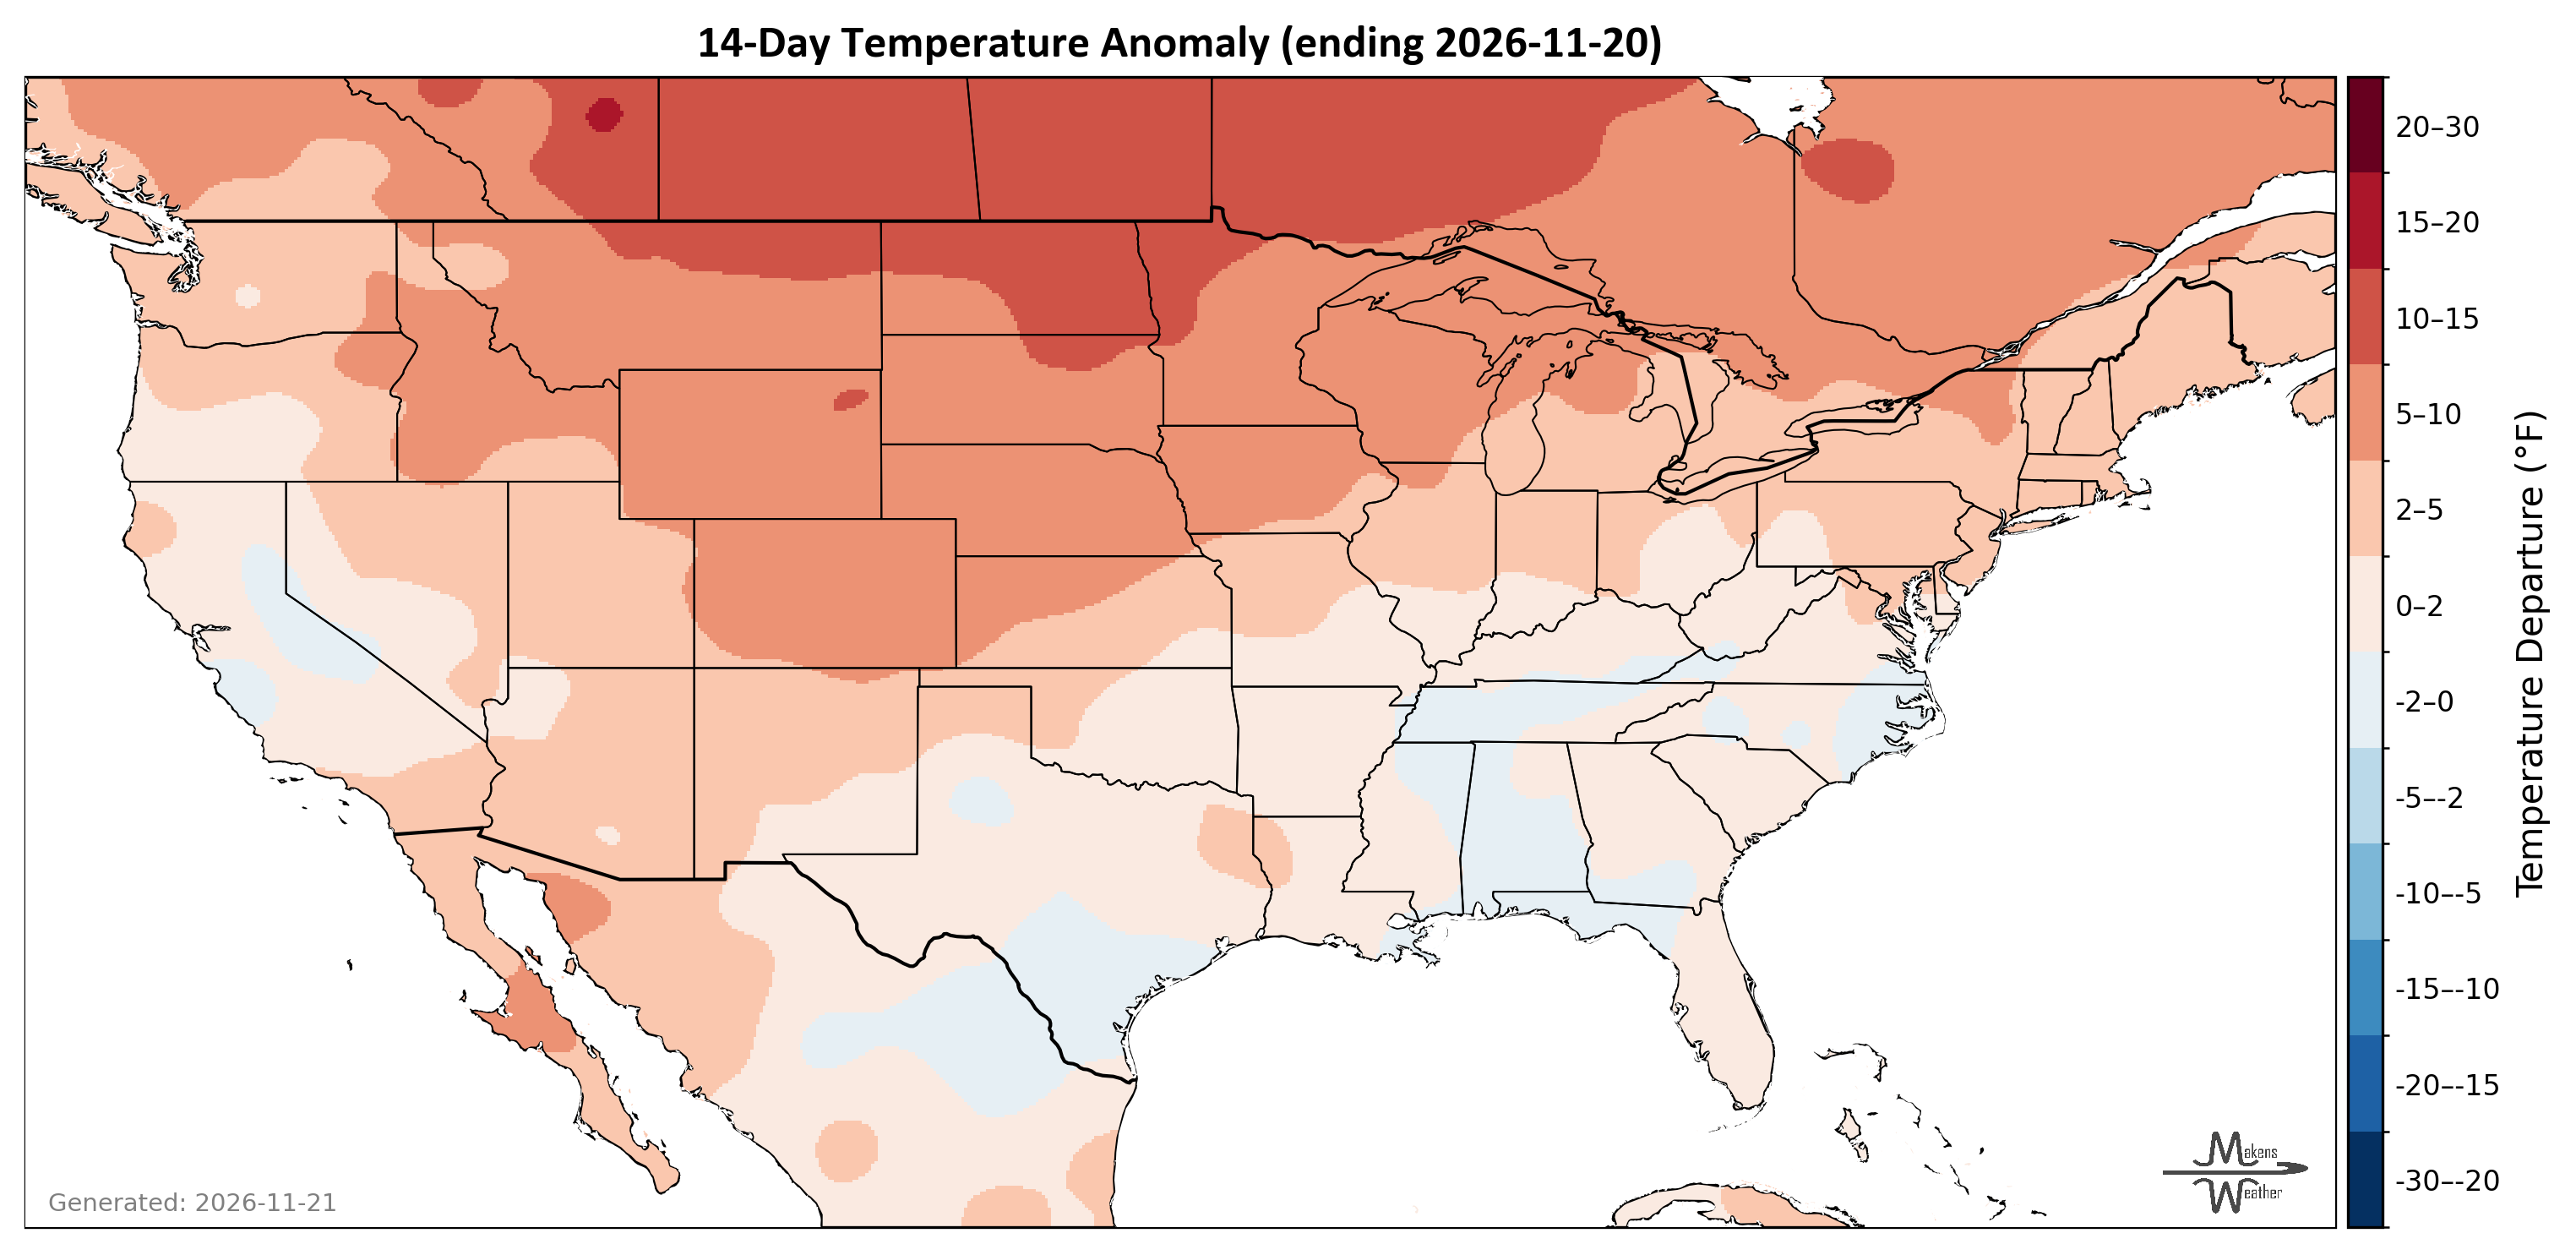 14-Day Temperature Anomaly (ending 2026-11-20)
20–30
15–20
10–15
5–10
2–5
0–2
-2–0
-5–-2
-10–-5
-15–-10
-20–-15
-30–-20
Temperature Departure (°F)
Makens
Weather
Generated: 2026-11-21